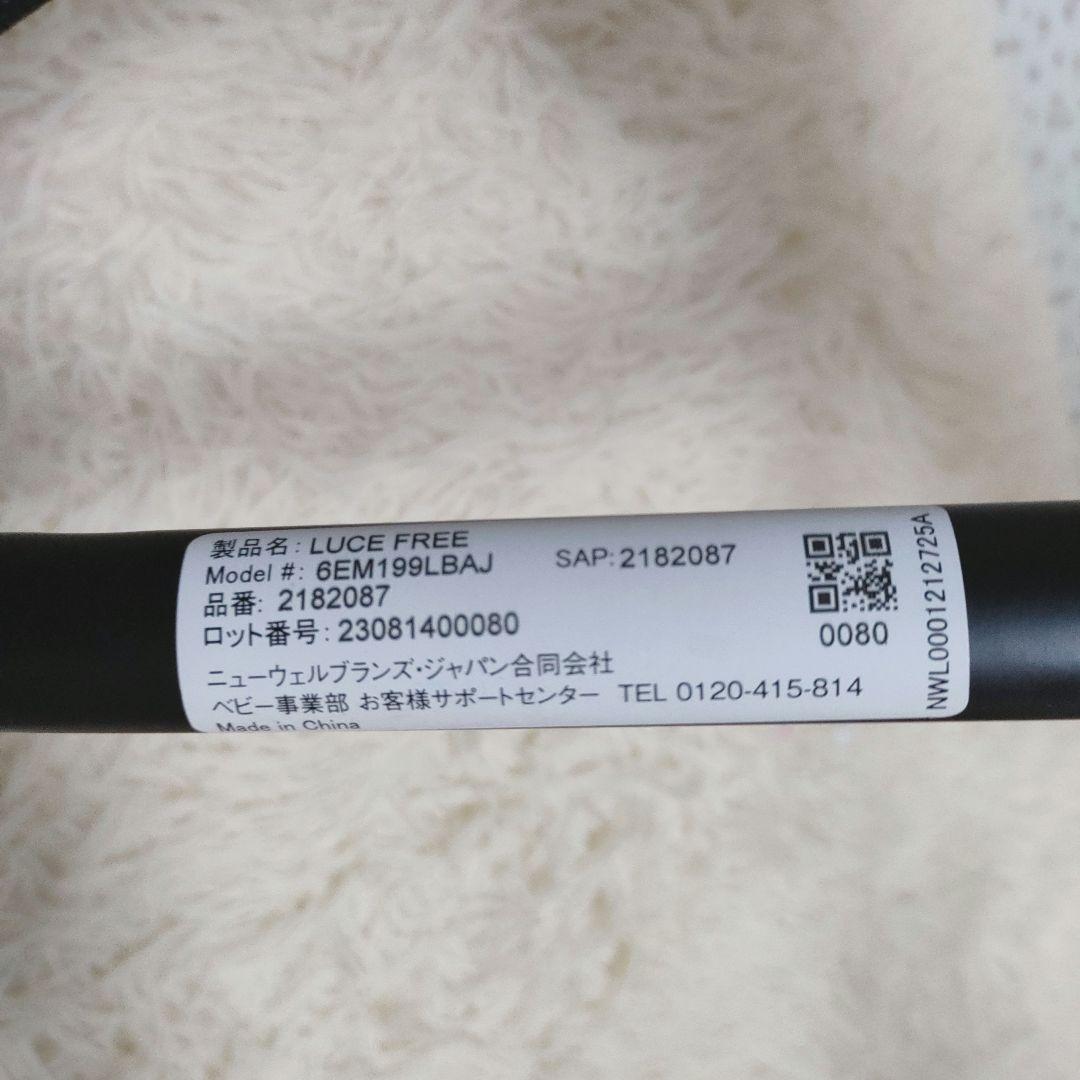 製品名: LUCE FREE
Model #: 6EM199LBAJ SAP: 2182087
品番: 2182087
ロット番号: 23081400080
ニューウェルブランズ・ジャパン合同会社
ベビー事業部 お客様サポートセンター TEL 0120-415-814
Made in China
0080
NWL0001212725A